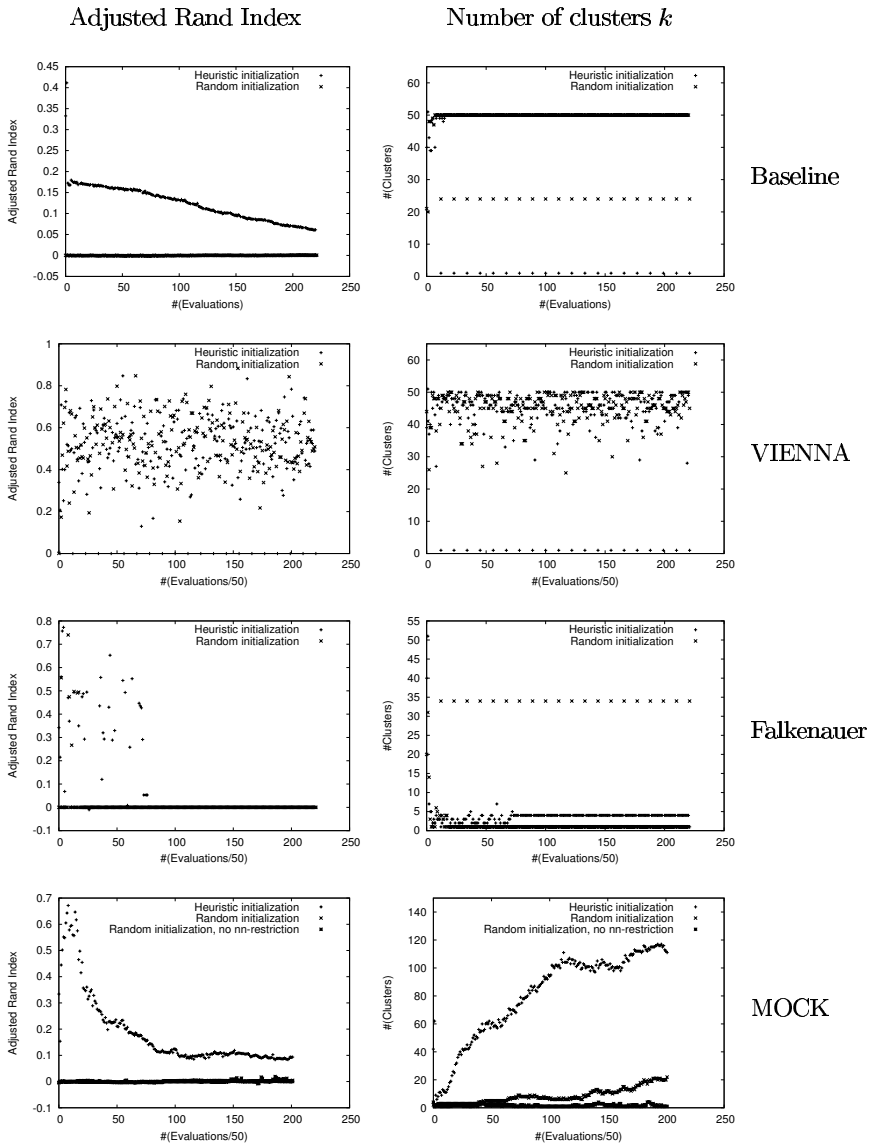 Adjusted Rand Index
Number of clusters k
0.45
0.4
0.35
0.3
0.25
0.2
0.15
0.1
0.05
0
-0.05
0
50
100
150
200
250
Adjusted Rand Index
#(Evaluations)
Heuristic initialization
Random initialization
60
50
40
30
20
10
0
0
50
100
150
200
250
#(Clusters)
#(Evaluations)
Heuristic initialization
Random initialization
Baseline
1
0.8
0.6
0.4
0.2
0
0
50
100
150
200
250
Adjusted Rand Index
#(Evaluations/50)
Heuristic initialization
Random initialization
60
50
40
30
20
10
0
0
50
100
150
200
250
#(Clusters)
#(Evaluations/50)
Heuristic initialization
Random initialization
VIENNA
0.8
0.7
0.6
0.5
0.4
0.3
0.2
0.1
0
-0.1
0
50
100
150
200
250
Adjusted Rand Index
#(Evaluations/50)
Heuristic initialization
Random initialization
55
50
45
40
35
30
25
20
15
10
5
0
0
50
100
150
200
250
#(Clusters)
#(Evaluations/50)
Heuristic initialization
Random initialization
Falkenauer
0.7
0.6
0.5
0.4
0.3
0.2
0.1
0
-0.1
0
50
100
150
200
250
Adjusted Rand Index
#(Evaluations/50)
Heuristic initialization
Random initialization
Random initialization, no nn-restriction
140
120
100
80
60
40
20
0
0
50
100
150
200
250
#(Clusters)
#(Evaluations/50)
Heuristic initialization
Random initialization
Random initialization, no nn-restriction
MOCK